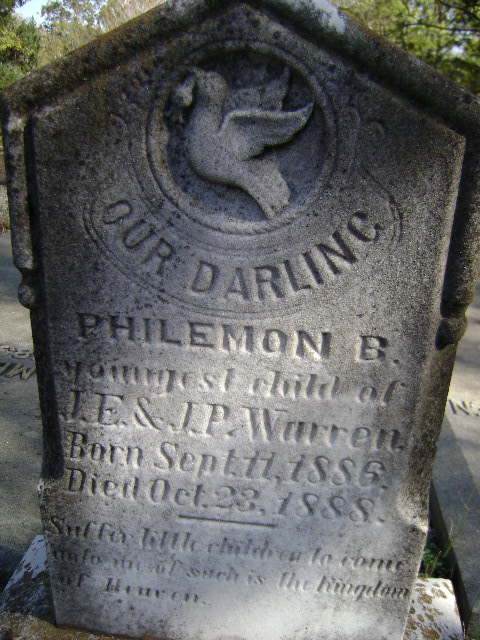 OUR DARLING
PHILEMON B.
youngest child of
J.E. & J.P. Warren.
Born Sept. 11, 1886.
Died Oct. 23, 1888.
Suffer little children to come
unto me of such is the kingdom
of Heaven.